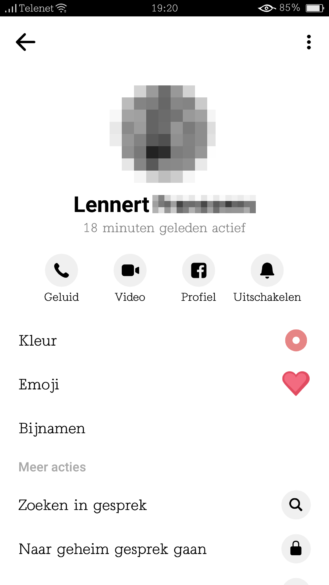 Telenet 19:20 85%
Lennert
18 minuten geleden actief
Geluid Video Profiel Uitschakelen
Kleur
Emoji
Bijnamen
Meer acties
Zoeken in gesprek
Naar geheim gesprek gaan